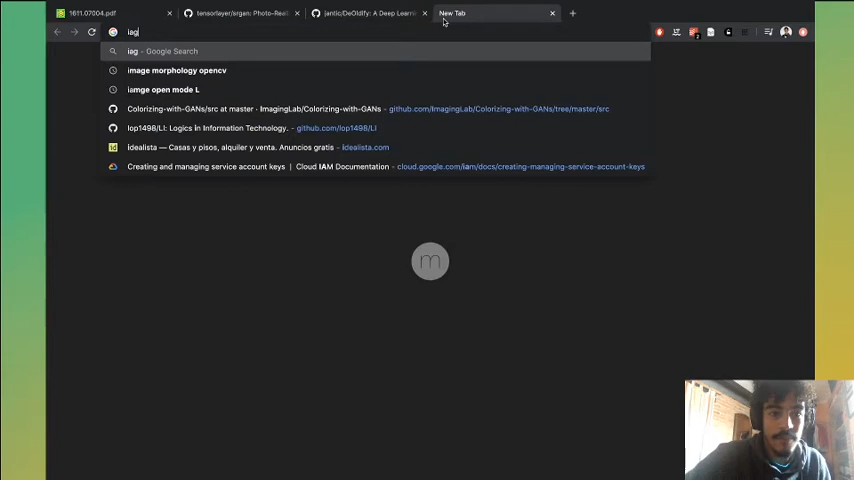 1611.07004.pdf
tensorlayer/srgan: Photo-Real
jantic/DeOldify: A Deep Learni
New Tab
iag
iag - Google Search
image morphology opencv
iamge open mode L
Colorizing-with-GANs/src at master · ImagingLab/Colorizing-with-GANs - github.com/ImagingLab/Colorizing-with-GANs/tree/master/src
lop1498/LI: Logics in Information Technology. - github.com/lop1498/LI
idealista — Casas y pisos, alquiler y venta. Anuncios gratis - idealista.com
Creating and managing service account keys | Cloud IAM Documentation - cloud.google.com/iam/docs/creating-managing-service-account-keys
m